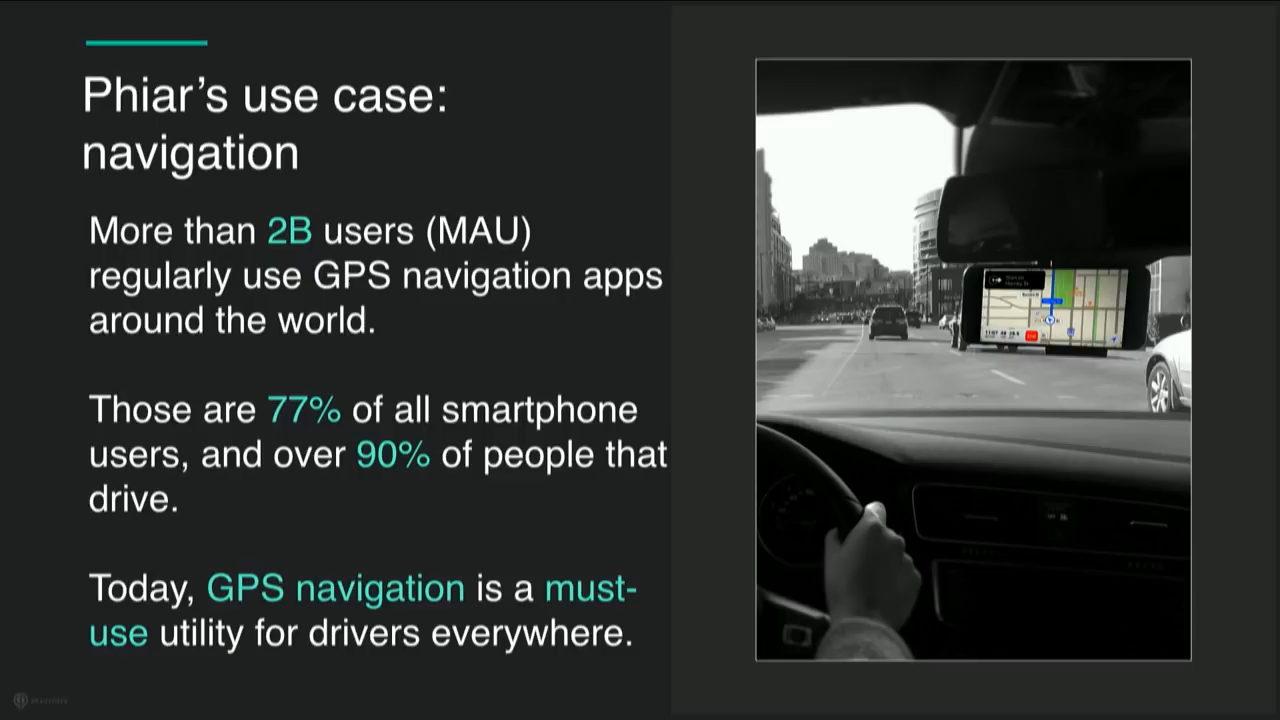 Phiar’s use case:
navigation
More than 2B users (MAU)
regularly use GPS navigation apps
around the world.
Those are 77% of all smartphone
users, and over 90% of people that
drive.
Today, GPS navigation is a must-
use utility for drivers everywhere.